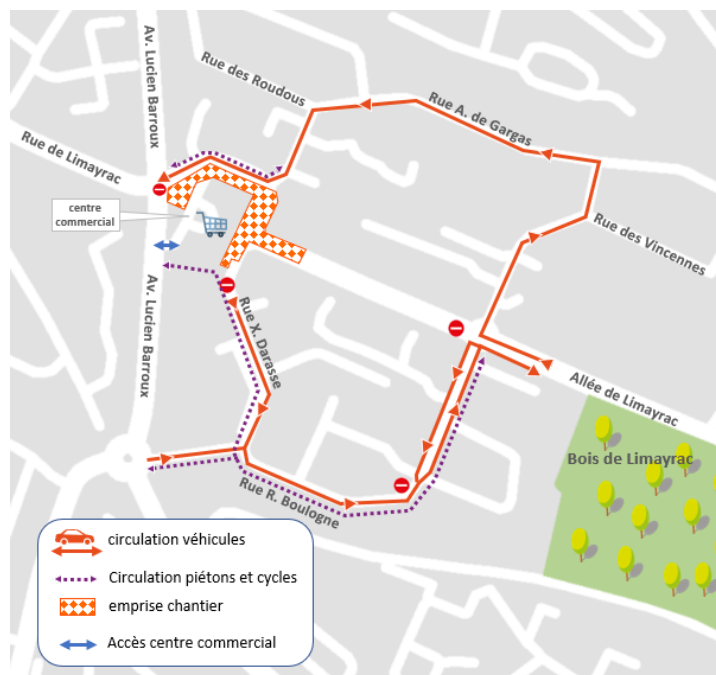 Av. Lucien Barroux
Rue des Roudous
Rue A. de Gargas
Rue de Limayrac
centre
commercial
Rue des Vincennes
Av. Lucien Barroux
Rue X. Darasse
Allée de Limayrac
Bois de Limayrac
Rue R. Boulogne
circulation véhicules
Circulation piétons et cycles
emprise chantier
Accès centre commercial